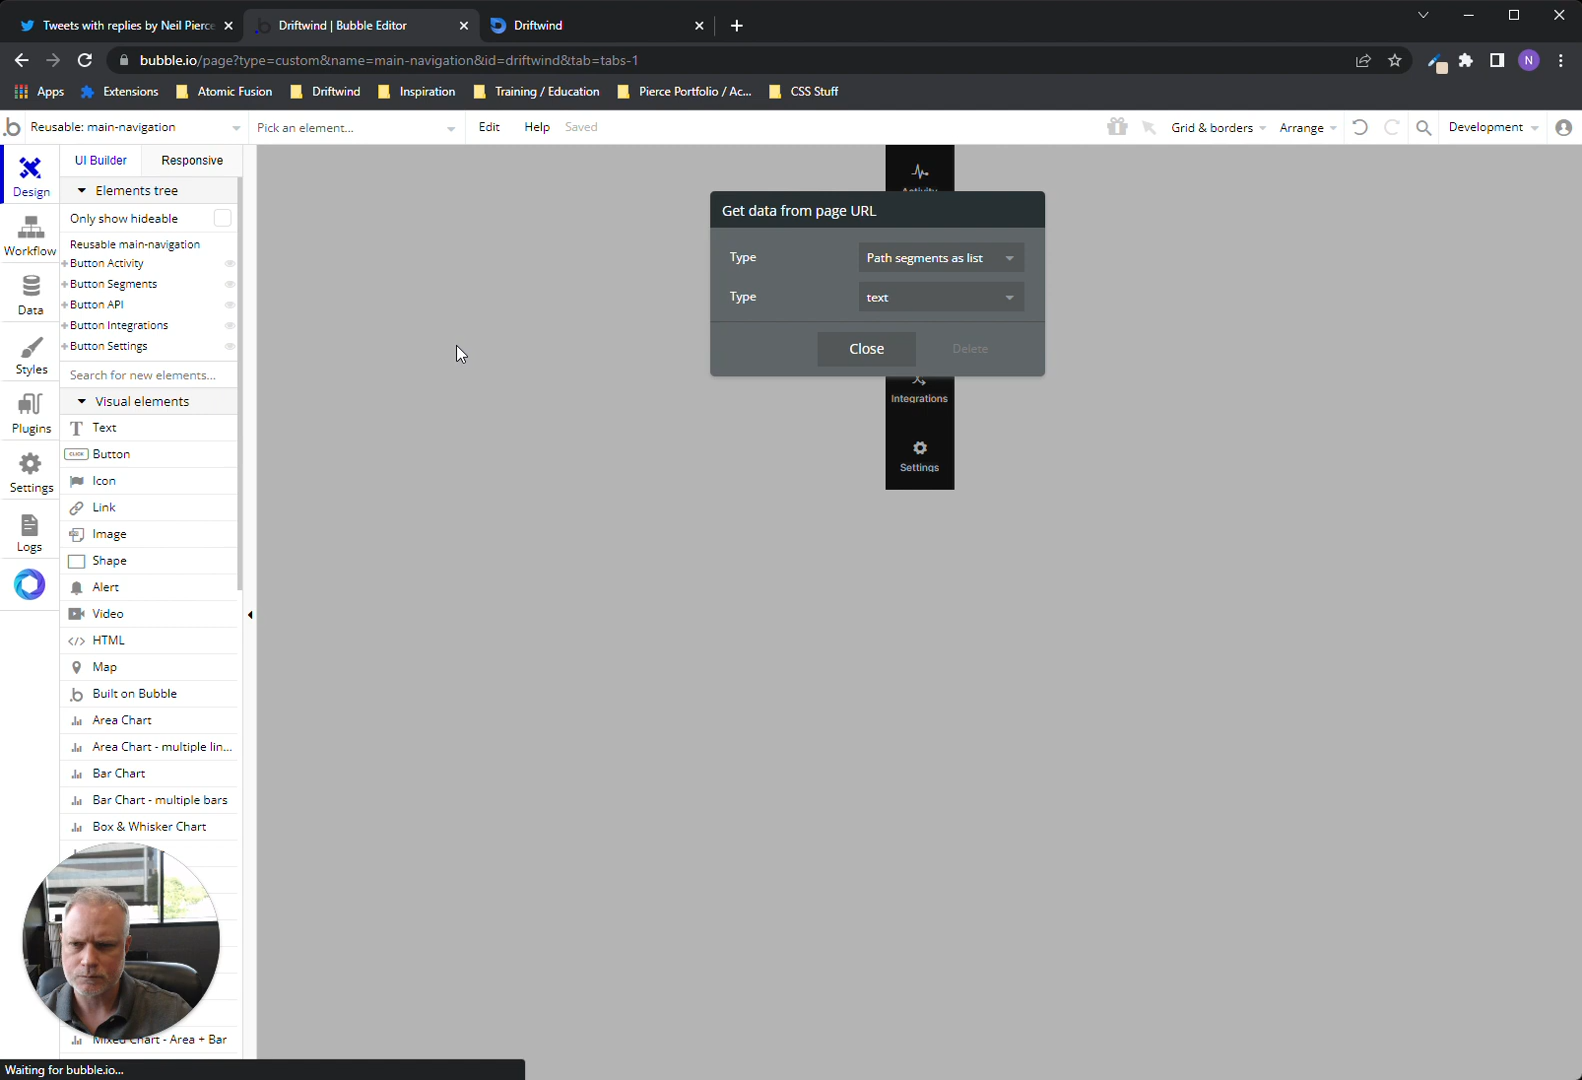 Tweets with replies by Neil Pierce
Driftwind | Bubble Editor
Driftwind
bubble.io/page?type=custom&name=main-navigation&id=driftwind&tab=tabs-1
N
Apps
Extensions
Atomic Fusion
Driftwind
Inspiration
Training / Education
Pierce Portfolio / Ac...
CSS Stuff
Reusable: main-navigation
Pick an element...
Edit
Help
Saved
Grid & borders
Arrange
Development
UI Builder
Responsive
Design
Workflow
Data
Styles
Plugins
Settings
Logs
Elements tree
Only show hideable
Reusable main-navigation
Button Activity
Button Segments
Button API
Button Integrations
Button Settings
Search for new elements...
Visual elements
Text
CLICK Button
Icon
Link
Image
Shape
Alert
Video
HTML
Map
Built on Bubble
Area Chart
Area Chart - multiple lin...
Bar Chart
Bar Chart - multiple bars
Box & Whisker Chart
Mixed Chart - Area + Bar
Activity
Get data from page URL
Type
Path segments as list
Type
text
Close
Delete
Integrations
Settings
Waiting for bubble.io...